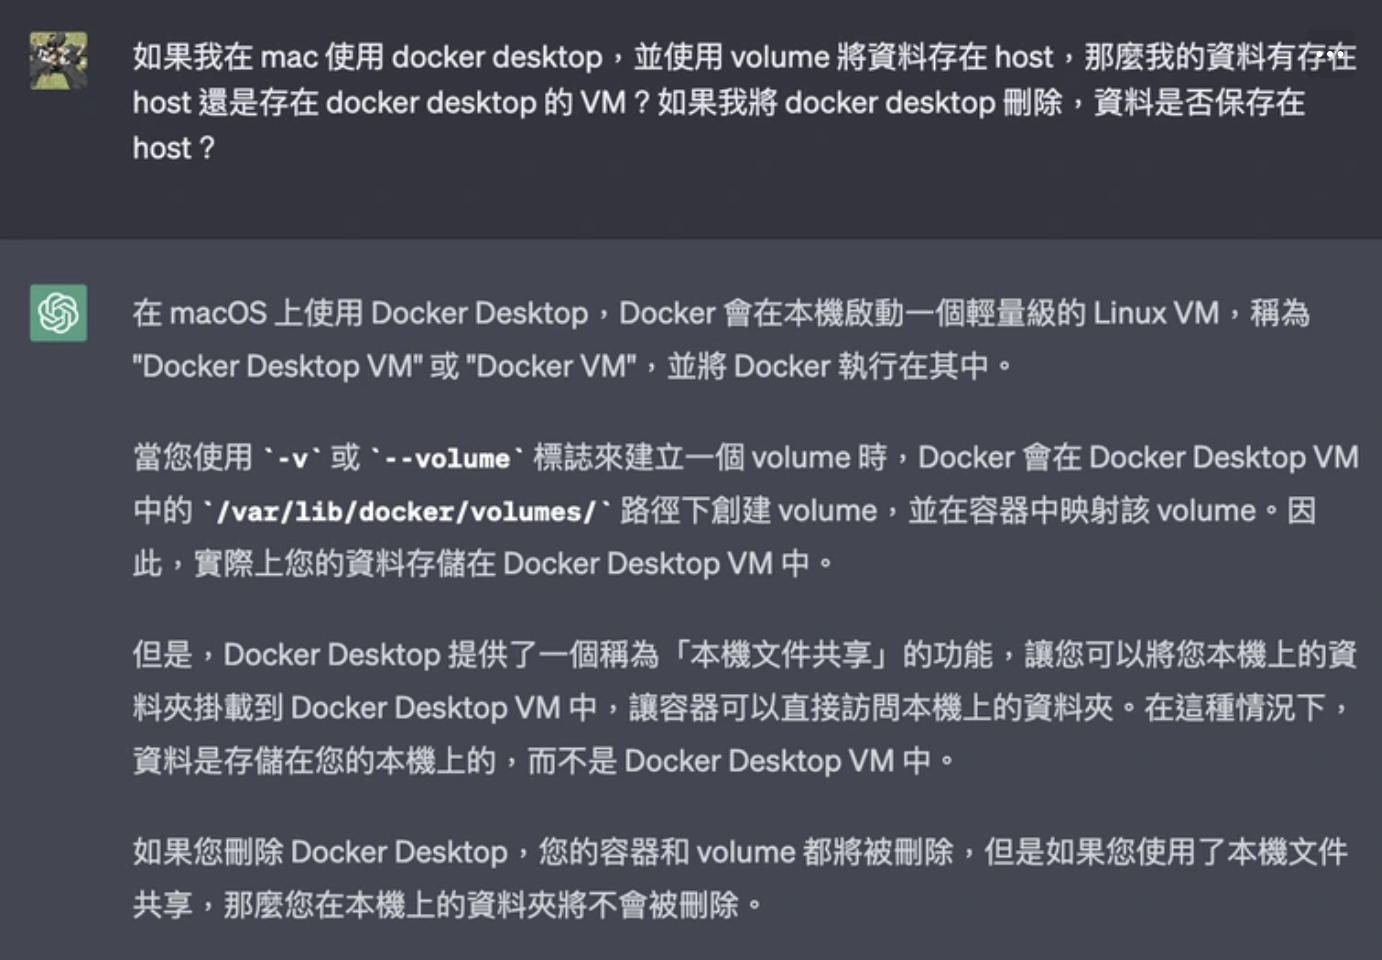 如果我在 mac 使用 docker desktop，並使用 volume 將資料存在 host，那麼我的資料有存在
host 還是存在 docker desktop 的 VM？如果我將 docker desktop 刪除，資料是否保存在
host？
在 macOS 上使用 Docker Desktop，Docker 會在本機啟動一個輕量級的 Linux VM，稱為
"Docker Desktop VM" 或 "Docker VM"，並將 Docker 執行在其中。
當您使用 `-v` 或 `--volume` 標誌來建立一個 volume 時，Docker 會在 Docker Desktop VM
中的 `/var/lib/docker/volumes/` 路徑下創建 volume，並在容器中映射該 volume。因
此，實際上您的資料存儲在 Docker Desktop VM 中。
但是，Docker Desktop 提供了一個稱為「本機文件共享」的功能，讓您可以將您本機上的資
料夾掛載到 Docker Desktop VM 中，讓容器可以直接訪問本機上的資料夾。在這種情況下，
資料是存儲在您的本機上的，而不是 Docker Desktop VM 中。
如果您刪除 Docker Desktop，您的容器和 volume 都將被刪除，但是如果您使用了本機文件
共享，那麼您在本機上的資料夾將不會被刪除。